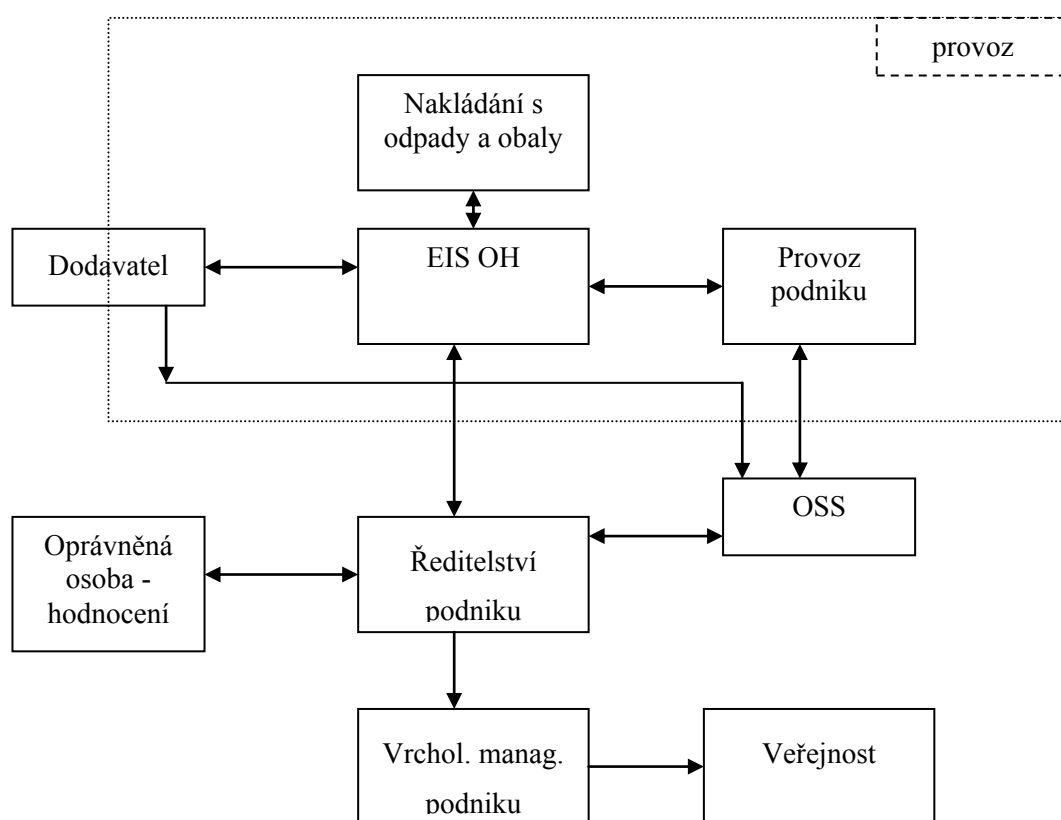 provoz
Nakládání s
odpady a obaly
Dodavatel
EIS OH
Provoz
podniku
OSS
Oprávněná
osoba -
hodnocení
Ředitelství
podniku
Vrchol. manag.
podniku
Veřejnost